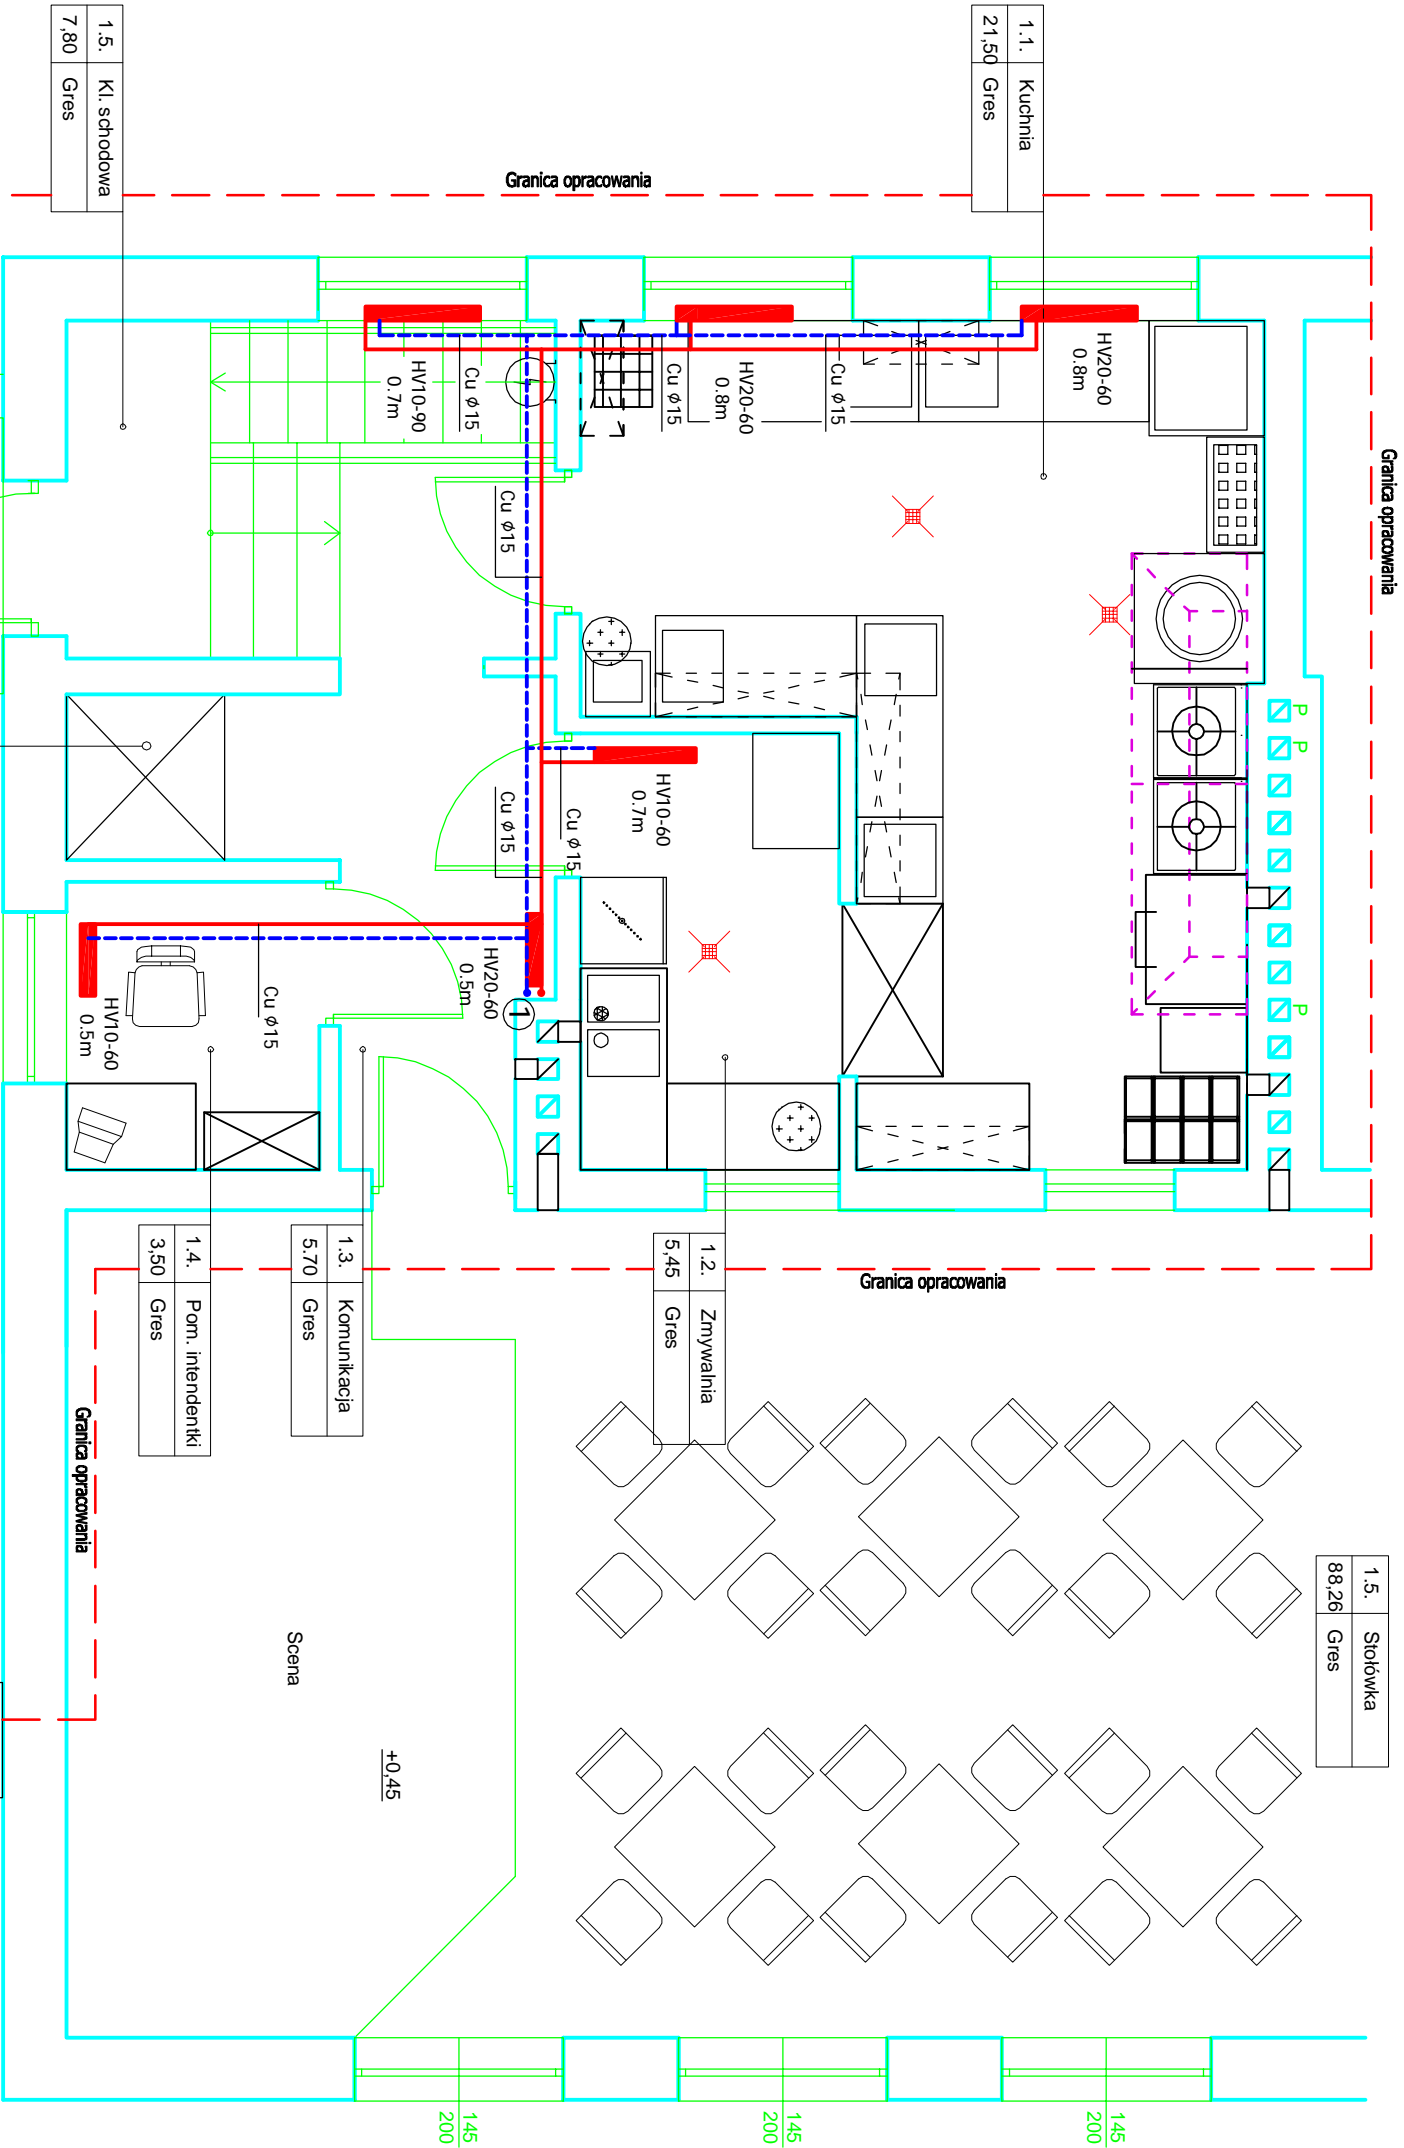 1.1. Kuchnia
21,50 Gres
1.5. Kl. schodowa
7,80 Gres
Granica opracowania
Granica opracowania
HV20-60
0.8m
Cu ϕ15
HV20-60
0.8m
Cu ϕ15
Cu ϕ15
HV10-90
0.7m
Cu ϕ15
P
P
HV10-60
0.7m
Cu ϕ15
Cu ϕ15
HV20-60
0.5m
1
Cu ϕ15
HV10-60
0.5m
P
1.2. Zmywalnia
5,45 Gres
1.3. Komunikacja
5.70 Gres
1.4. Pom. intendentki
3,50 Gres
Granica opracowania
Granica opracowania
1.5. Stołówka
88,26 Gres
Scena
+0,45
145
200
145
200
145
200